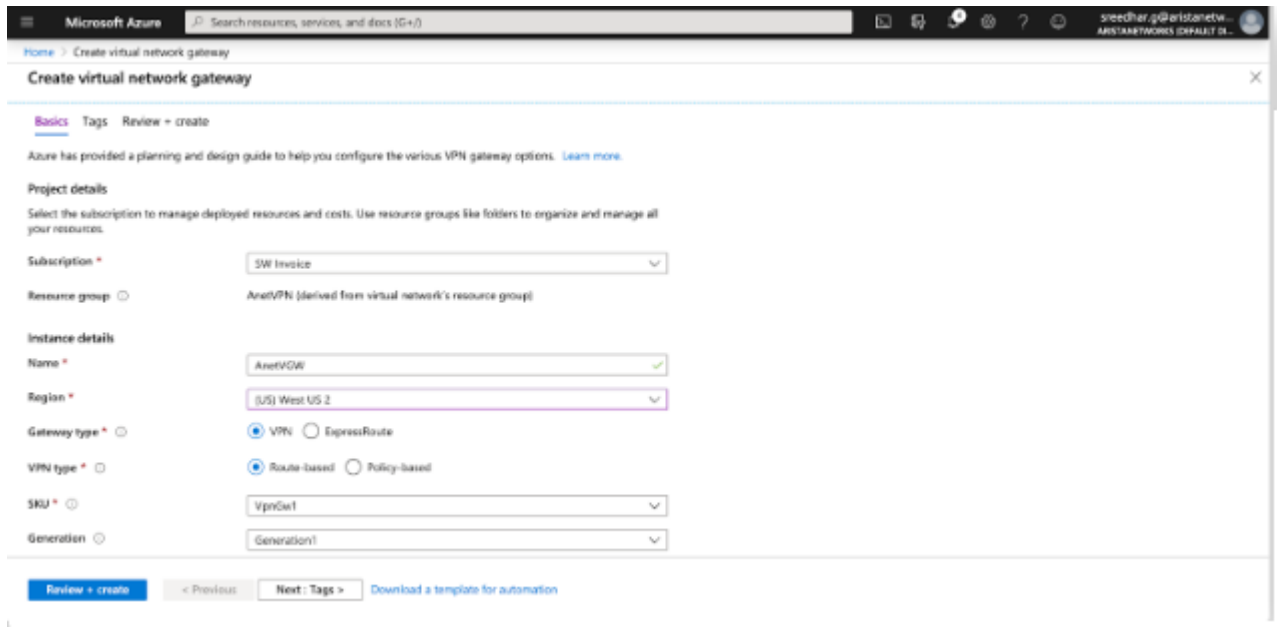 Microsoft Azure
Search resources, services, and docs (G+/)
sreedhar.g@aristanetw...
ARISTANETWORKS (DEFAULT DI...
Home > Create virtual network gateway
Create virtual network gateway
Basics Tags Review + create
Azure has provided a planning and design guide to help you configure the various VPN gateway options. Learn more.
Project details
Select the subscription to manage deployed resources and costs. Use resource groups like folders to organize and manage all
your resources.
Subscription *
SW Invoice
Resource group
AnetVPN (derived from virtual network's resource group)
Instance details
Name *
AnetVGW
Region *
(US) West US 2
Gateway type *
VPN ExpressRoute
VPN type *
Route-based Policy-based
SKU *
VpnGw1
Generation
Generation1
Review + create
< Previous
Next : Tags >
Download a template for automation